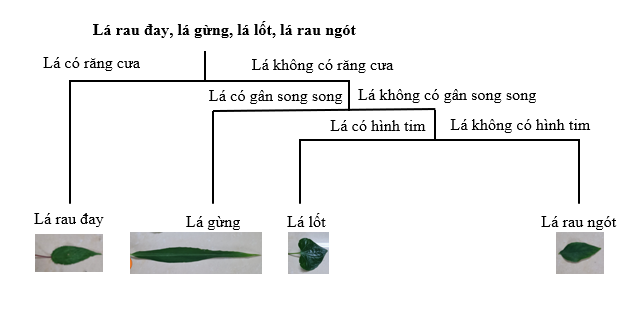 Lá rau đay, lá gừng, lá lốt, lá rau ngót
Lá có răng cưa
Lá không có răng cưa
Lá có gân song song
Lá không có gân song song
Lá có hình tim
Lá không có hình tim
Lá rau đay
Lá gừng
Lá lốt
Lá rau ngót